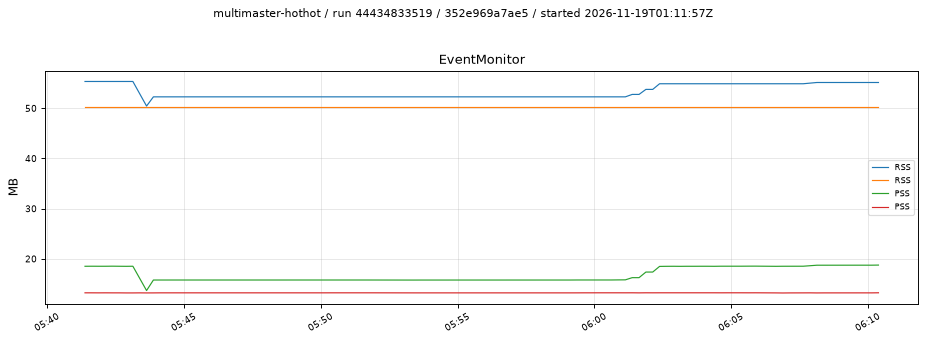 multimaster-hothot / run 44434833519 / 352e969a7ae5 / started 2026-11-19T01:11:57Z
EventMonitor
50
40
30
20
MB
RSS
RSS
PSS
PSS
05:40
05:45
05:50
05:55
06:00
06:05
06:10